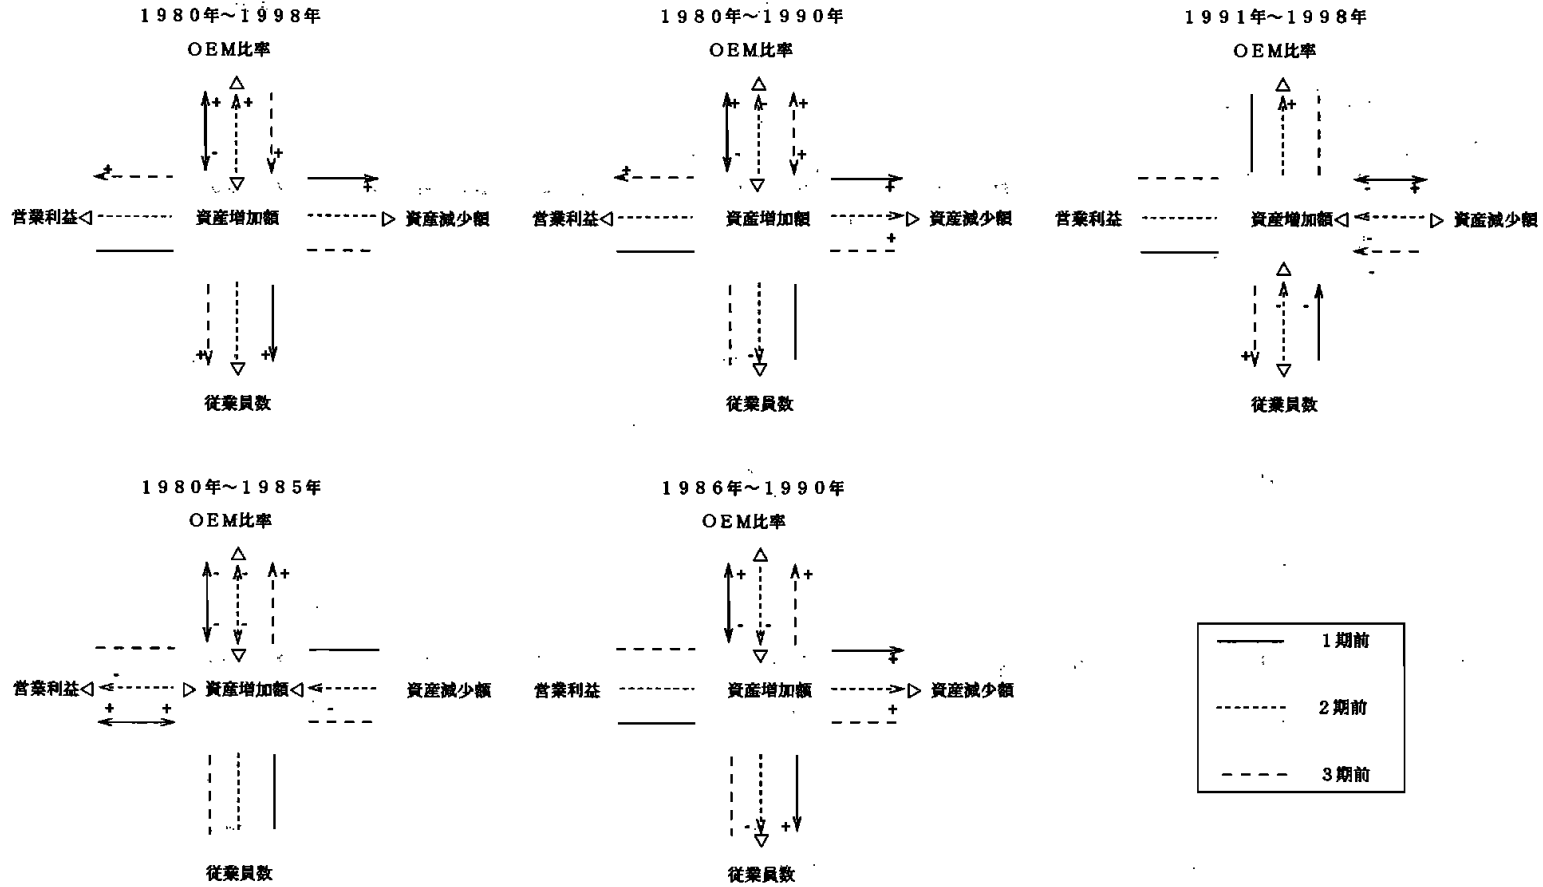 1980年～1998年
OEM比率
+ + - +
+ +
営業利益 資産増加額 資産減少額
+ +
従業員数
1980年～1990年
OEM比率
+ - + - +
+ +
営業利益 資産増加額 資産減少額
+
-
従業員数
1991年～1998年
OEM比率
+
- +
営業利益 資産増加額 資産減少額
-
-
- -
+
従業員数
1980年～1985年
OEM比率
- - +
- -
-
営業利益 資産増加額 資産減少額
+ + -
従業員数
1986年～1990年
OEM比率
+ +
- -
+
営業利益 資産増加額 資産減少額
+
- +
従業員数
1期前
2期前
3期前